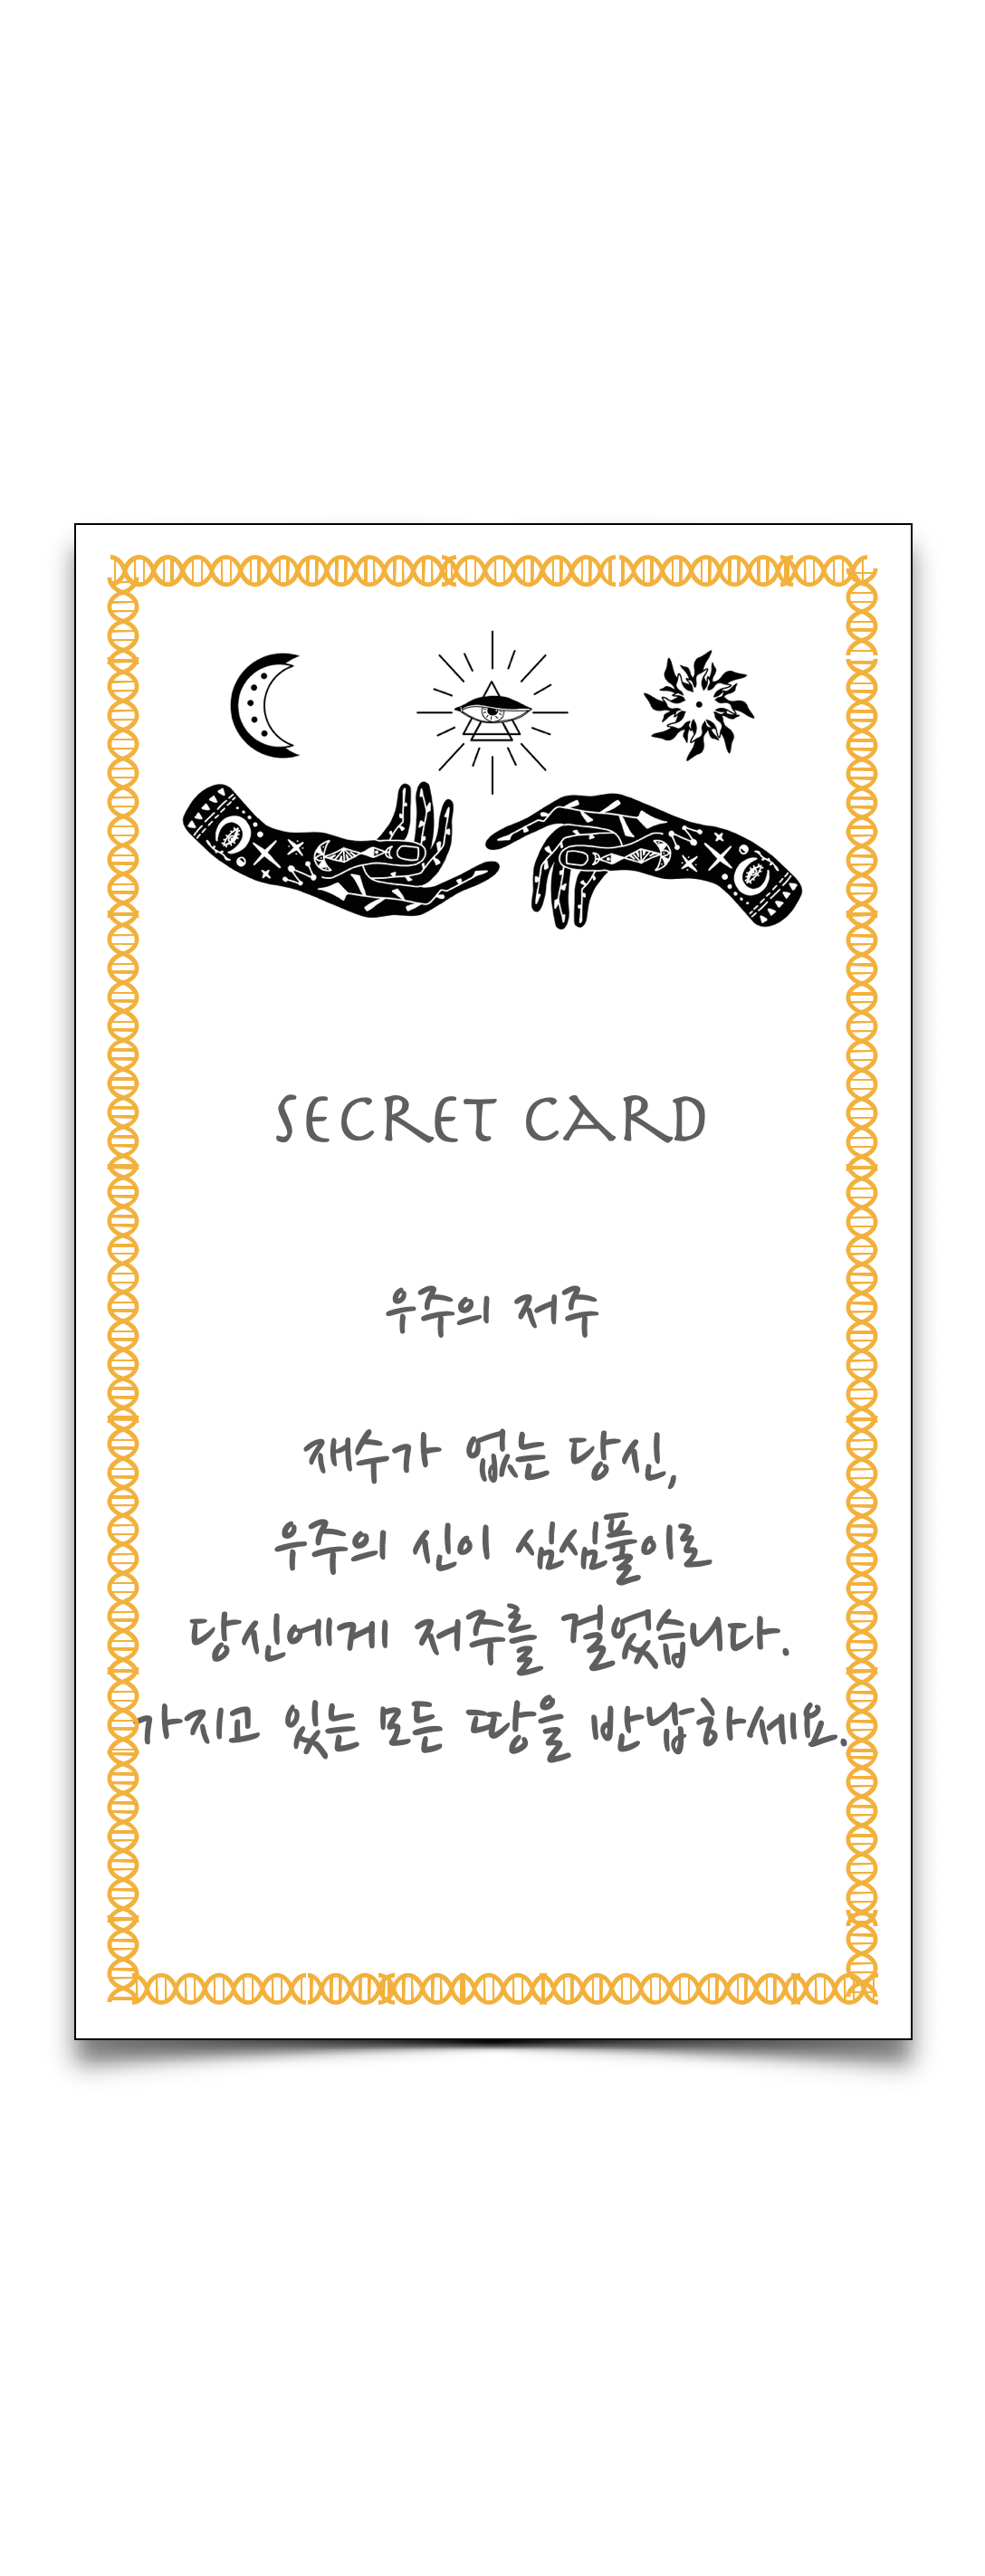 SECRET CARD
우주의 저주
재수가 없는 당신,
우주의 신이 심심풀이로
당신에게 저주를 걸었습니다.
가지고 있는 모든 땅을 반납하세요.